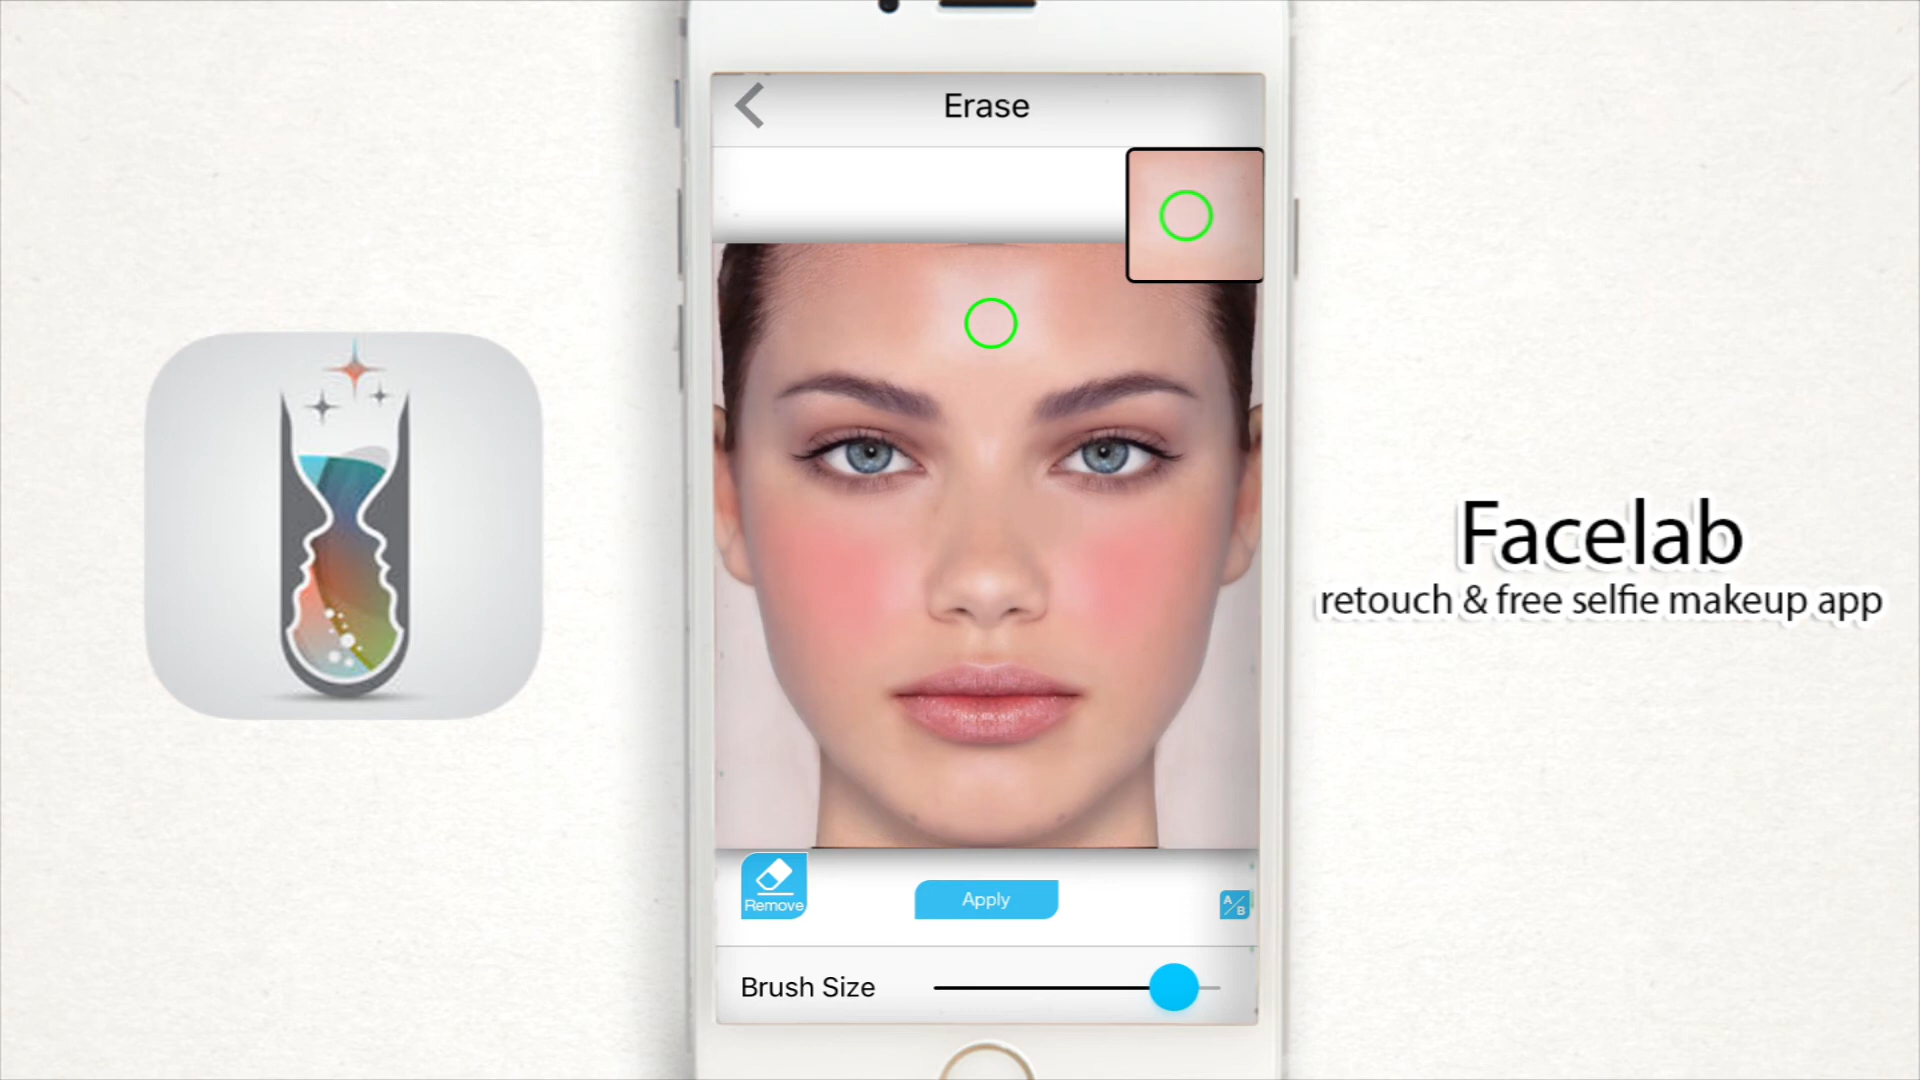 Erase
Facelab
retouch & free selfie makeup app
Remove
Apply
A/B
Brush Size